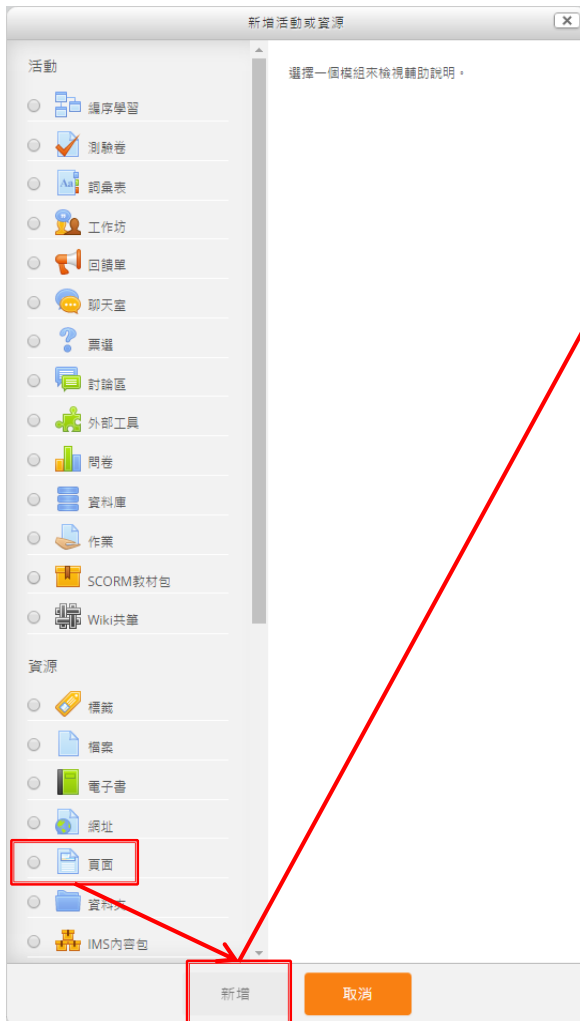 新增活動或資源
活動
選擇一個模組來檢視輔助說明。
編序學習
測驗卷
Aa
詞彙表
工作坊
回饋單
聊天室
票選
討論區
外部工具
問卷
資料庫
作業
SCORM教材包
Wiki共筆
資源
標籤
檔案
電子書
網址
頁面
資料夾
IMS內容包
新增
取消